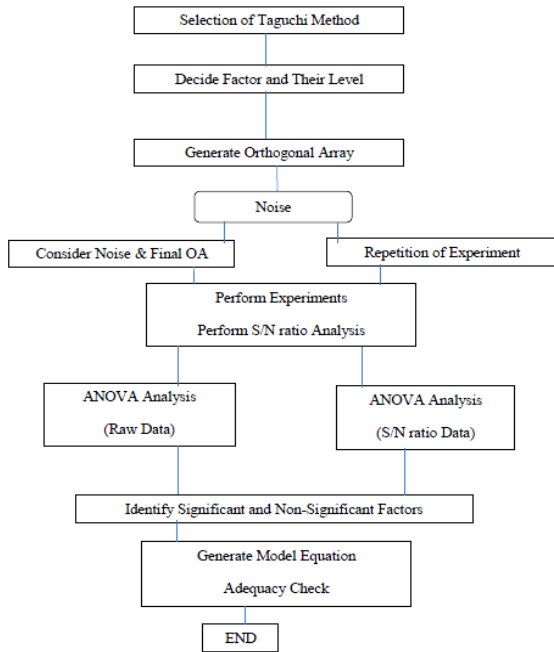 Selection of Taguchi Method
Decide Factor and Their Level
Generate Orthogonal Array
Noise
Consider Noise & Final OA
Repetition of Experiment
Perform Experiments
Perform S/N ratio Analysis
ANOVA Analysis
(Raw Data)
ANOVA Analysis
(S/N ratio Data)
Identify Significant and Non-Significant Factors
Generate Model Equation
Adequacy Check
END